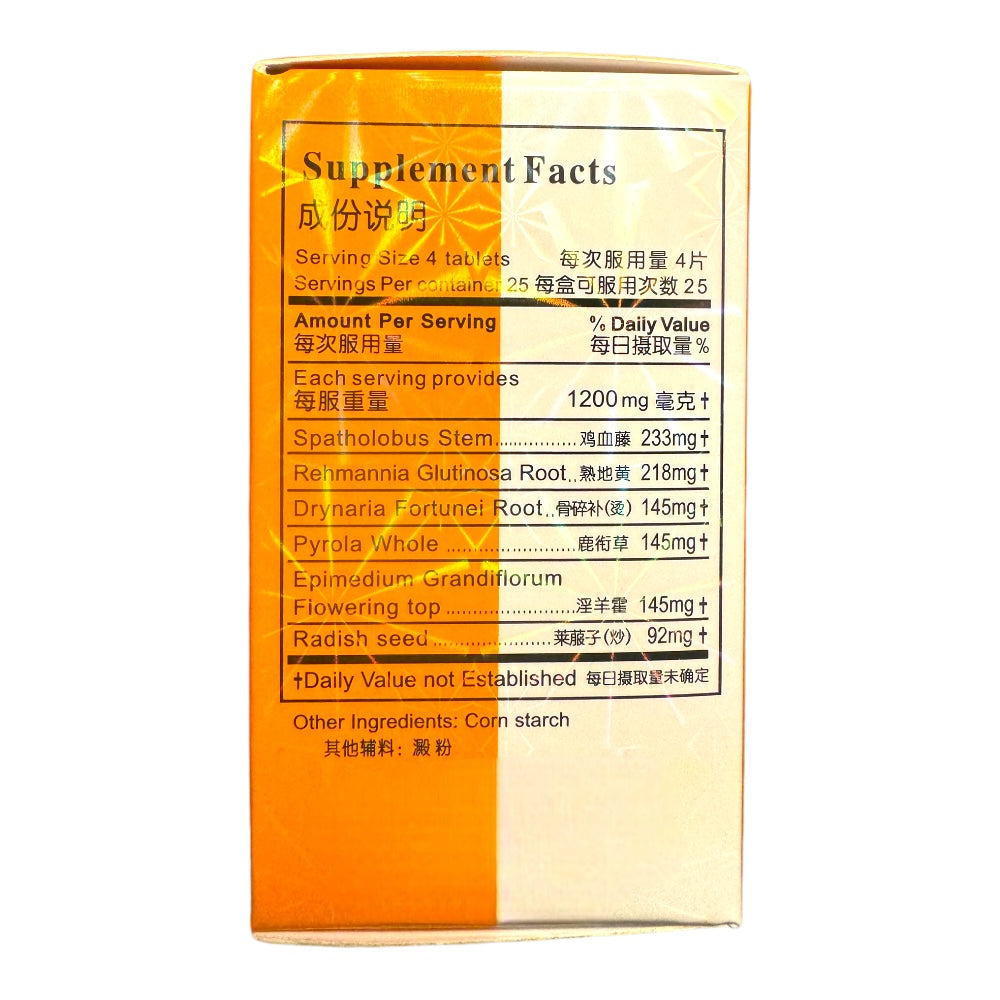 Supplement Facts
成份说明
Serving Size 4 tablets 每次服用量 4片
Servings Per container 25 每盒可服用次数 25
Amount Per Serving % Daily Value
每次服用量 每日摄取量 %
Each serving provides
每服重量 1200 mg 毫克†
Spatholobus Stem................鸡血藤 233mg†
Rehmannia Glutinosa Root..熟地黄 218mg†
Drynaria Fortunei Root..骨碎补(烫) 145mg†
Pyrola Whole ........................鹿衔草 145mg†
Epimedium Grandiflorum
Flowering top ........................淫羊霍 145mg†
Radish seed ......................莱菔子(炒) 92mg†
†Daily Value not Established 每日摄取量未确定
Other Ingredients: Corn starch
其他辅料：澱粉